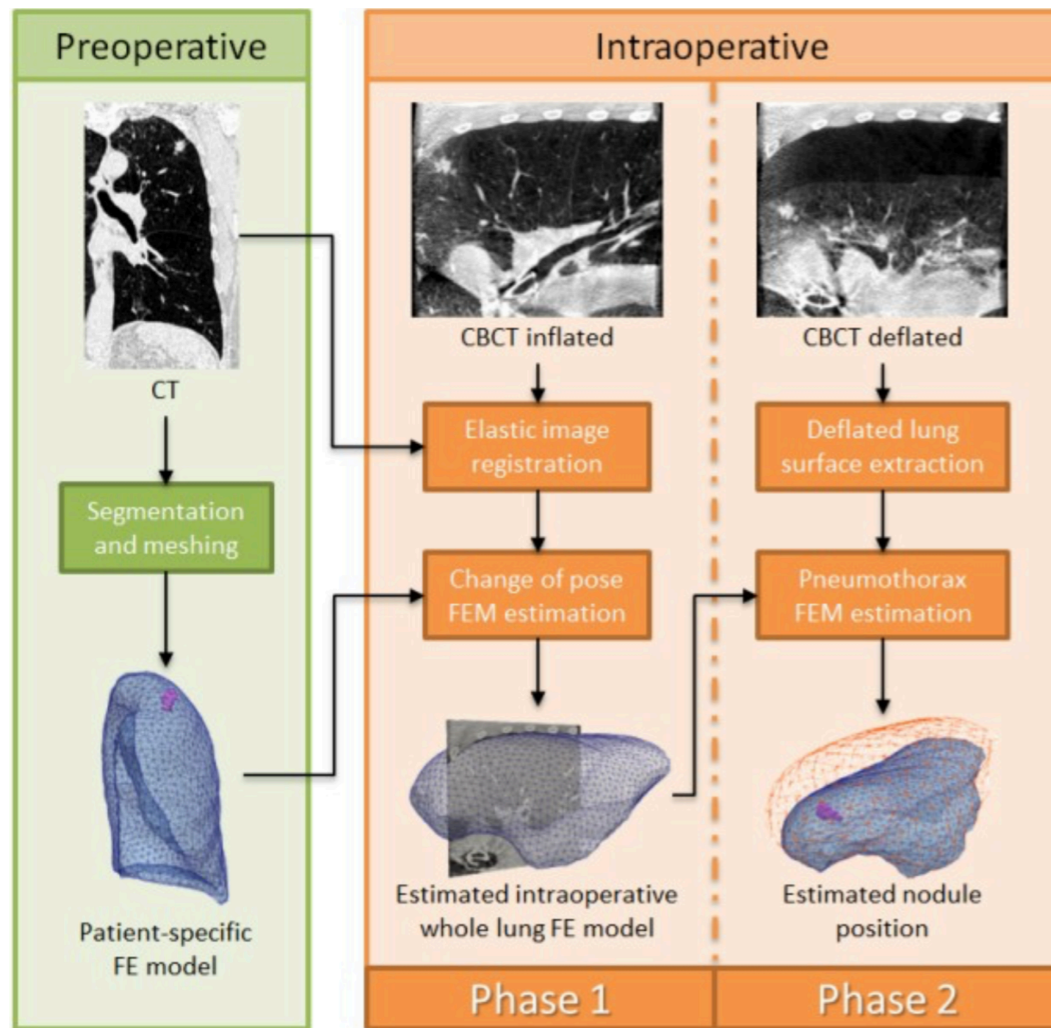 Preoperative
CT
Segmentation
and meshing
Patient-specific
FE model
Intraoperative
CBCT inflated
Elastic image
registration
Change of pose
FEM estimation
Estimated intraoperative
whole lung FE model
Phase 1
CBCT deflated
Deflated lung
surface extraction
Pneumothorax
FEM estimation
Estimated nodule
position
Phase 2